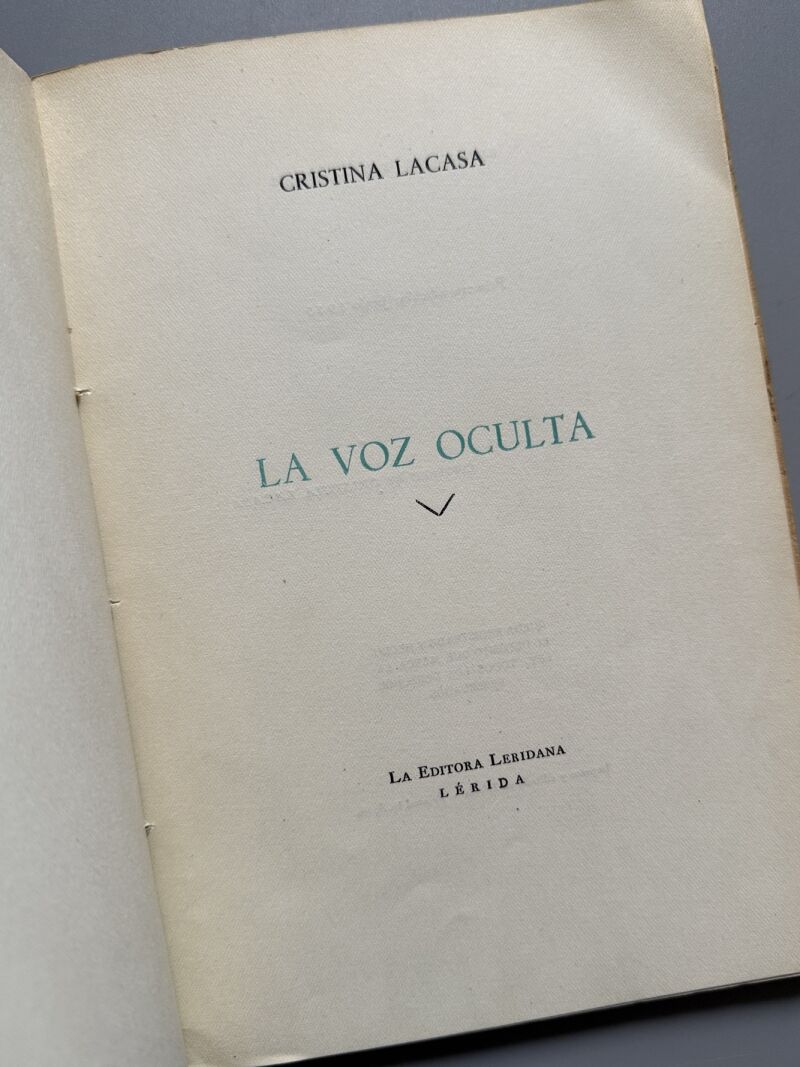 CRISTINA LACASA
LA VOZ OCULTA
LA EDITORA LERIDANA
LÉRIDA